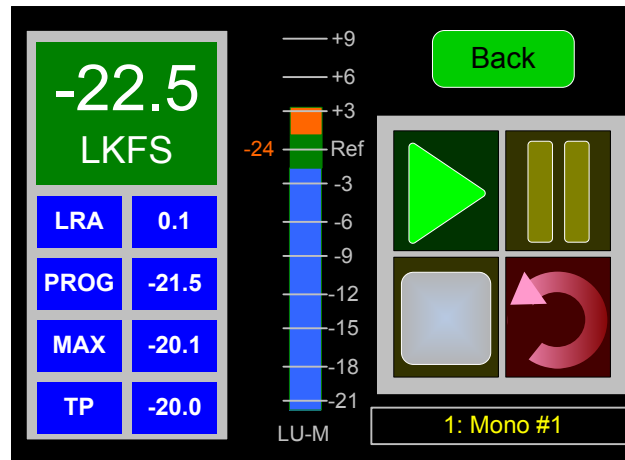 -22.5
LKFS
LRA 0.1
PROG -21.5
MAX -20.1
TP -20.0
+9
+6
+3
-24 Ref
-3
-6
-9
-12
-15
-18
-21
LU-M
Back
1: Mono #1